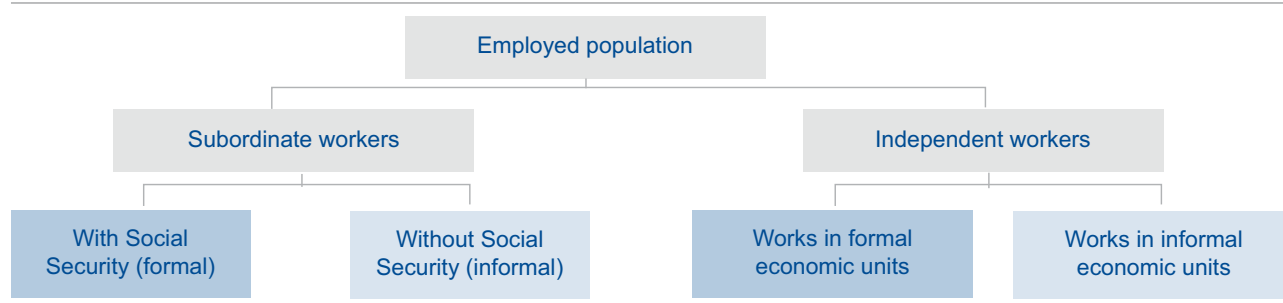 Employed population
Subordinate workers
Independent workers
With Social
Security (formal)
Without Social
Security (informal)
Works in formal
economic units
Works in informal
economic units